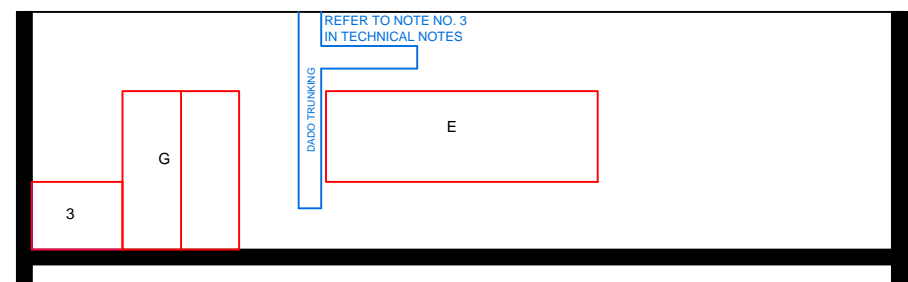 REFER TO NOTE NO. 3
IN TECHNICAL NOTES
DADO TRUNKING
E
G
3